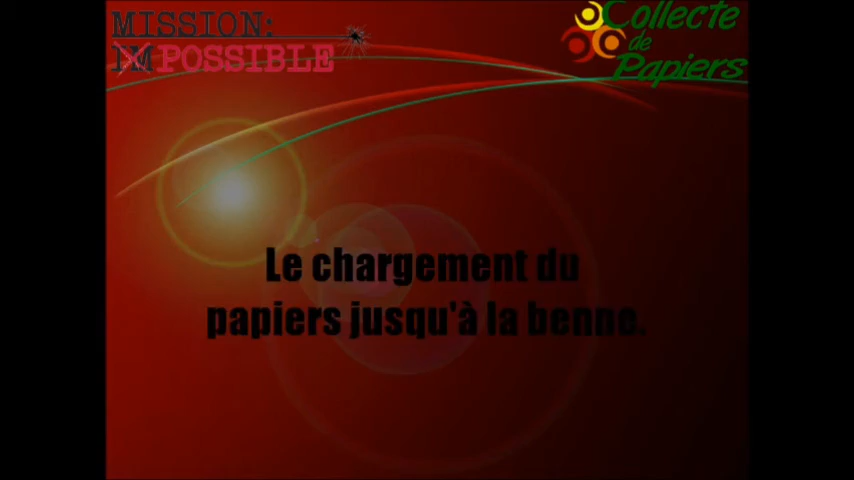 MISSION:
IMPOSSIBLE
Collecte
de
Papiers
Le chargement du
papiers jusqu'à la benne.